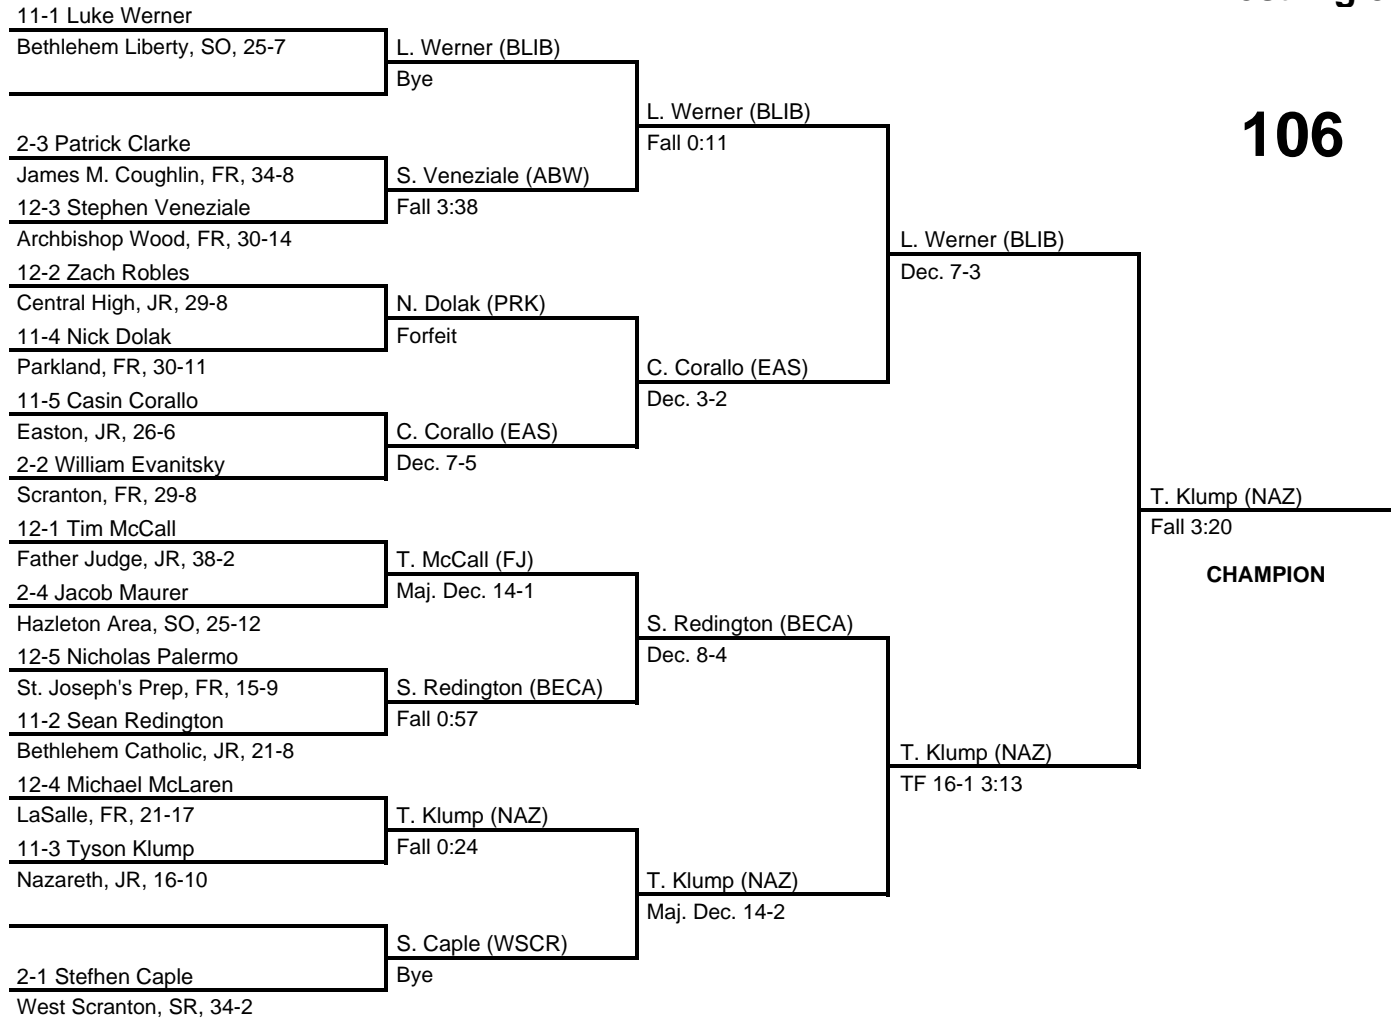 11-1 Luke Werner
Bethlehem Liberty, SO, 25-7
L. Werner (BLIB)
Bye
L. Werner (BLIB)
Fall 0:11
106
2-3 Patrick Clarke
James M. Coughlin, FR, 34-8
S. Veneziale (ABW)
12-3 Stephen Veneziale
Fall 3:38
Archbishop Wood, FR, 30-14
L. Werner (BLIB)
Dec. 7-3
12-2 Zach Robles
Central High, JR, 29-8
N. Dolak (PRK)
11-4 Nick Dolak
Forfeit
Parkland, FR, 30-11
C. Corallo (EAS)
Dec. 3-2
11-5 Casin Corallo
Easton, JR, 26-6
C. Corallo (EAS)
2-2 William Evanitsky
Dec. 7-5
Scranton, FR, 29-8
T. Klump (NAZ)
Fall 3:20
CHAMPION
12-1 Tim McCall
Father Judge, JR, 38-2
T. McCall (FJ)
2-4 Jacob Maurer
Maj. Dec. 14-1
Hazleton Area, SO, 25-12
S. Redington (BECA)
Dec. 8-4
12-5 Nicholas Palermo
St. Joseph's Prep, FR, 15-9
S. Redington (BECA)
11-2 Sean Redington
Fall 0:57
Bethlehem Catholic, JR, 21-8
T. Klump (NAZ)
TF 16-1 3:13
12-4 Michael McLaren
LaSalle, FR, 21-17
T. Klump (NAZ)
11-3 Tyson Klump
Fall 0:24
Nazareth, JR, 16-10
T. Klump (NAZ)
Maj. Dec. 14-2
S. Caple (WSCR)
2-1 Stefhen Caple
Bye
West Scranton, SR, 34-2